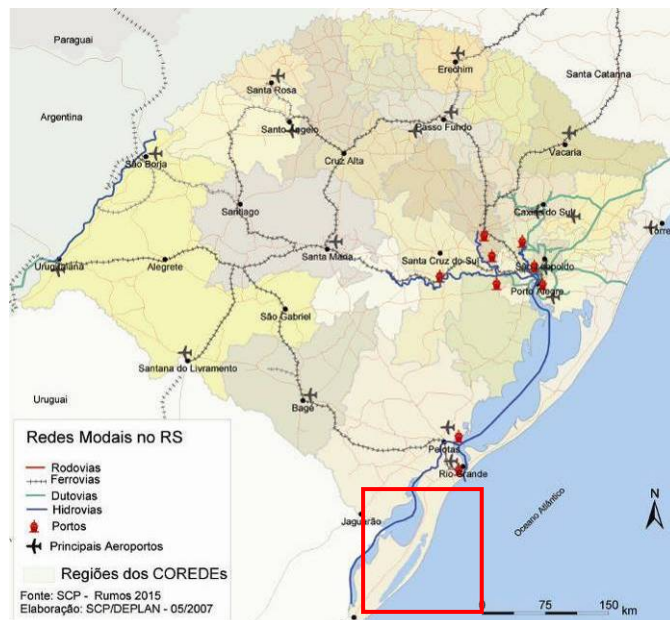 Paraguai
Argentina
Santa Catarina
Erechim
Santa Rosa
Santo Angelo
Passo Fundo
Cruz Alta
Vacaria
São Borja
Santiago
Caxias do Sul
Torres
Santa Maria
Santa Cruz do Sul
Uruguaiana
Alegrete
Porto Alegre
São Gabriel
Santana do Livramento
Uruguai
Bagé
Pelotas
Rio Grande
Jaguarão
Oceano Atlântico
N
Redes Modais no RS
Rodovias
Ferrovias
Dutovias
Hidrovias
Portos
Principais Aeroportos
Regiões dos COREDEs
Fonte: SCP - Rumos 2015
Elaboração: SCP/DEPLAN - 05/2007
0 75 150 km